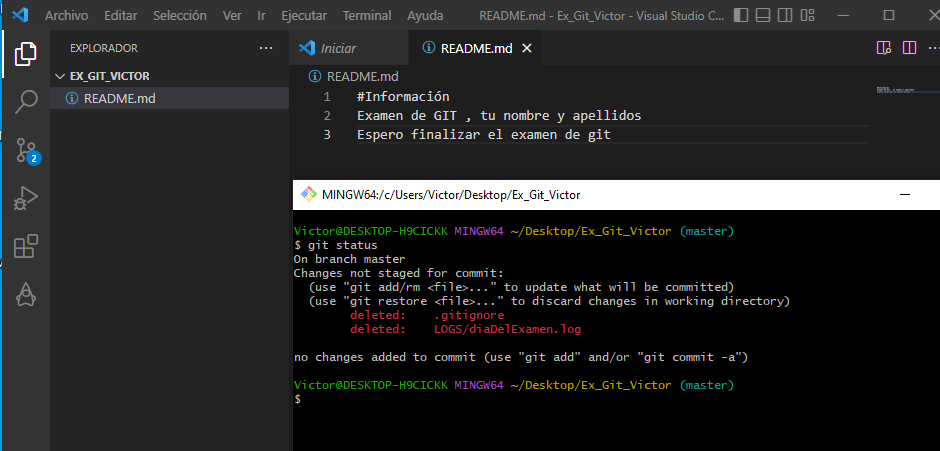 Archivo Editar Selección Ver Ir Ejecutar Terminal Ayuda README.md - Ex_Git_Victor - Visual Studio C...
EXPLORADOR ...
EX_GIT_VICTOR
README.md
2
Iniciar README.md
README.md
1 #Información
2 Examen de GIT , tu nombre y apellidos
3 Espero finalizar el examen de git
MINGW64:/c/Users/Victor/Desktop/Ex_Git_Victor
Victor@DESKTOP-H9CICKK MINGW64 ~/Desktop/Ex_Git_Victor (master)
$ git status
On branch master
Changes not staged for commit:
  (use "git add/rm <file>..." to update what will be committed)
  (use "git restore <file>..." to discard changes in working directory)
        deleted:    .gitignore
        deleted:    LOGS/diaDelExamen.log
no changes added to commit (use "git add" and/or "git commit -a")
Victor@DESKTOP-H9CICKK MINGW64 ~/Desktop/Ex_Git_Victor (master)
$